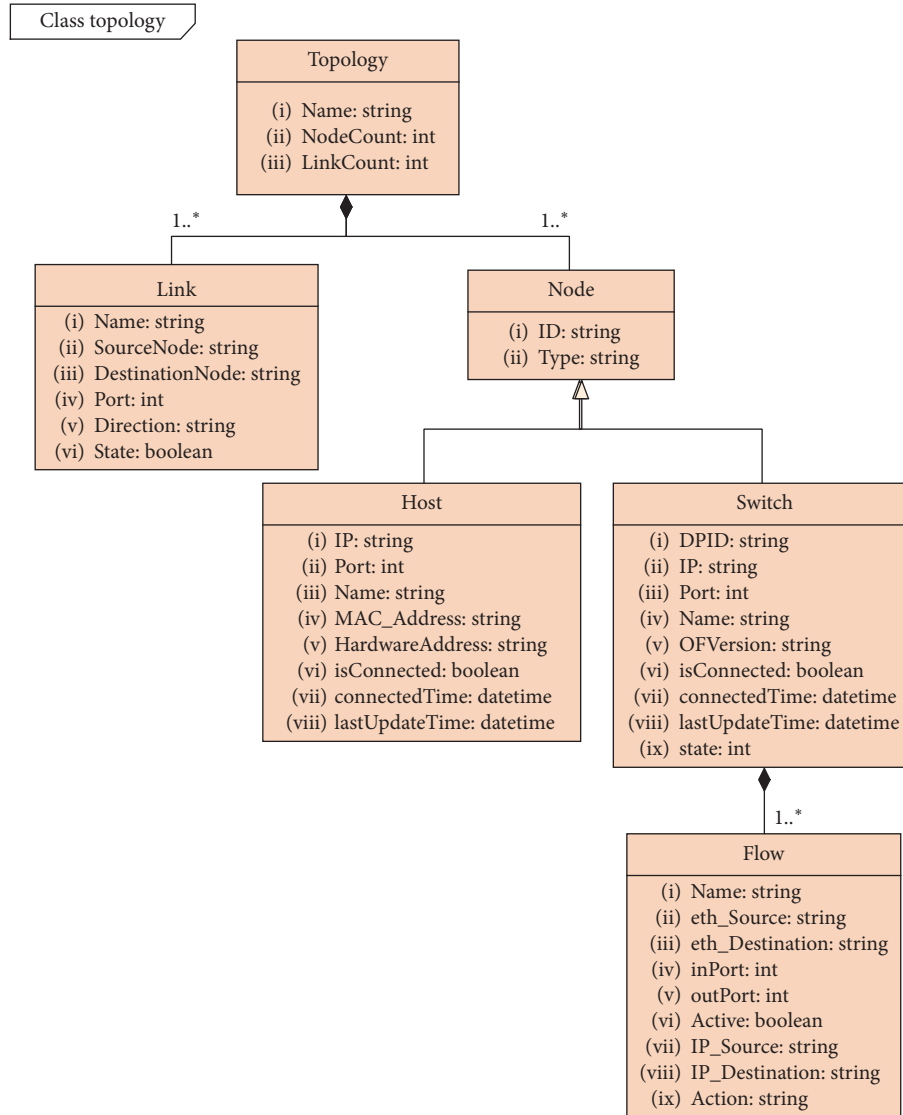 Class topology
Topology
(i) Name: string
(ii) NodeCount: int
(iii) LinkCount: int
1..*
1..*
Link
(i) Name: string
(ii) SourceNode: string
(iii) DestinationNode: string
(iv) Port: int
(v) Direction: string
(vi) State: boolean
Node
(i) ID: string
(ii) Type: string
Host
(i) IP: string
(ii) Port: int
(iii) Name: string
(iv) MAC_Address: string
(v) HardwareAddress: string
(vi) isConnected: boolean
(vii) connectedTime: datetime
(viii) lastUpdateTime: datetime
Switch
(i) DPID: string
(ii) IP: string
(iii) Port: int
(iv) Name: string
(v) OFVersion: string
(vi) isConnected: boolean
(vii) connectedTime: datetime
(viii) lastUpdateTime: datetime
(ix) state: int
1..*
Flow
(i) Name: string
(ii) eth_Source: string
(iii) eth_Destination: string
(iv) inPort: int
(v) outPort: int
(vi) Active: boolean
(vii) IP_Source: string
(viii) IP_Destination: string
(ix) Action: string